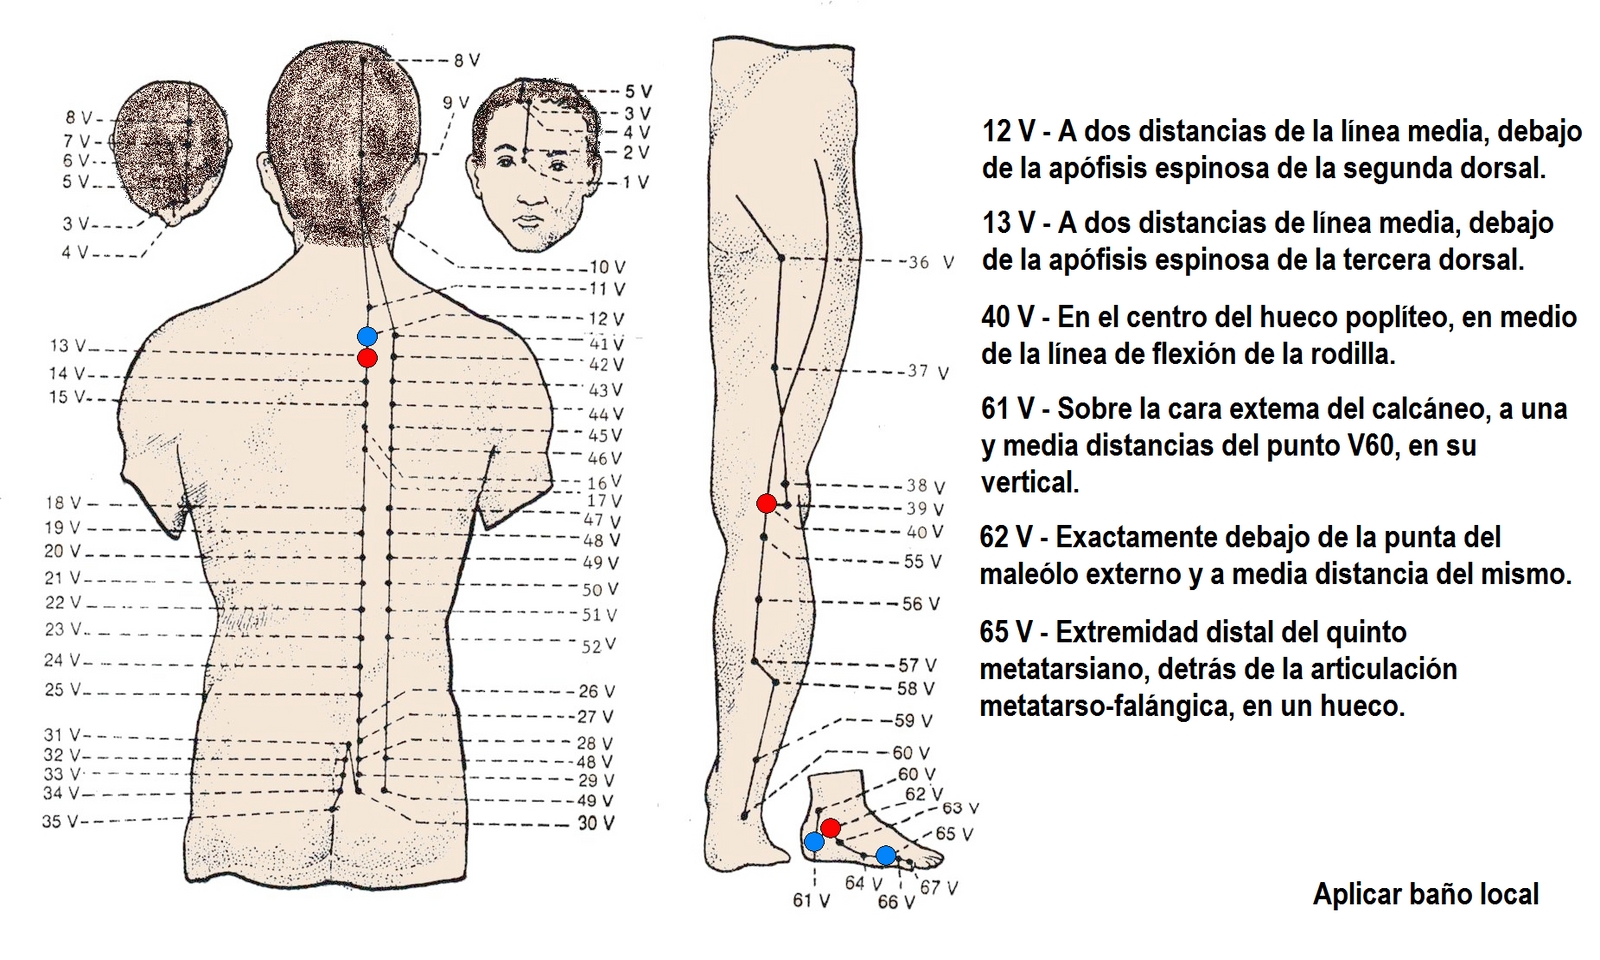 8 V
9 V
8 V
7 V
6 V
5 V
3 V
4 V
5 V
3 V
4 V
2 V
1 V
10 V
11 V
12 V
41 V
42 V
43 V
44 V
45 V
46 V
16 V
17 V
47 V
48 V
49 V
50 V
51 V
52 V
26 V
27 V
28 V
48 V
29 V
49 V
30 V
13 V
14 V
15 V
18 V
19 V
20 V
21 V
22 V
23 V
24 V
25 V
31 V
32 V
33 V
34 V
35 V
36 V
37 V
38 V
39 V
40 V
55 V
56 V
57 V
58 V
59 V
60 V
60 V
62 V
63 V
65 V
64 V
67 V
66 V
61 V
12 V - A dos distancias de la línea media, debajo
de la apófisis espinosa de la segunda dorsal.
13 V - A dos distancias de línea media, debajo
de la apófisis espinosa de la tercera dorsal.
40 V - En el centro del hueco poplíteo, en medio
de la línea de flexión de la rodilla.
61 V - Sobre la cara extema del calcáneo, a una
y media distancias del punto V60, en su
vertical.
62 V - Exactamente debajo de la punta del
maleólo externo y a media distancia del mismo.
65 V - Extremidad distal del quinto
metatarsiano, detrás de la articulación
metatarso-falángica, en un hueco.
Aplicar baño local